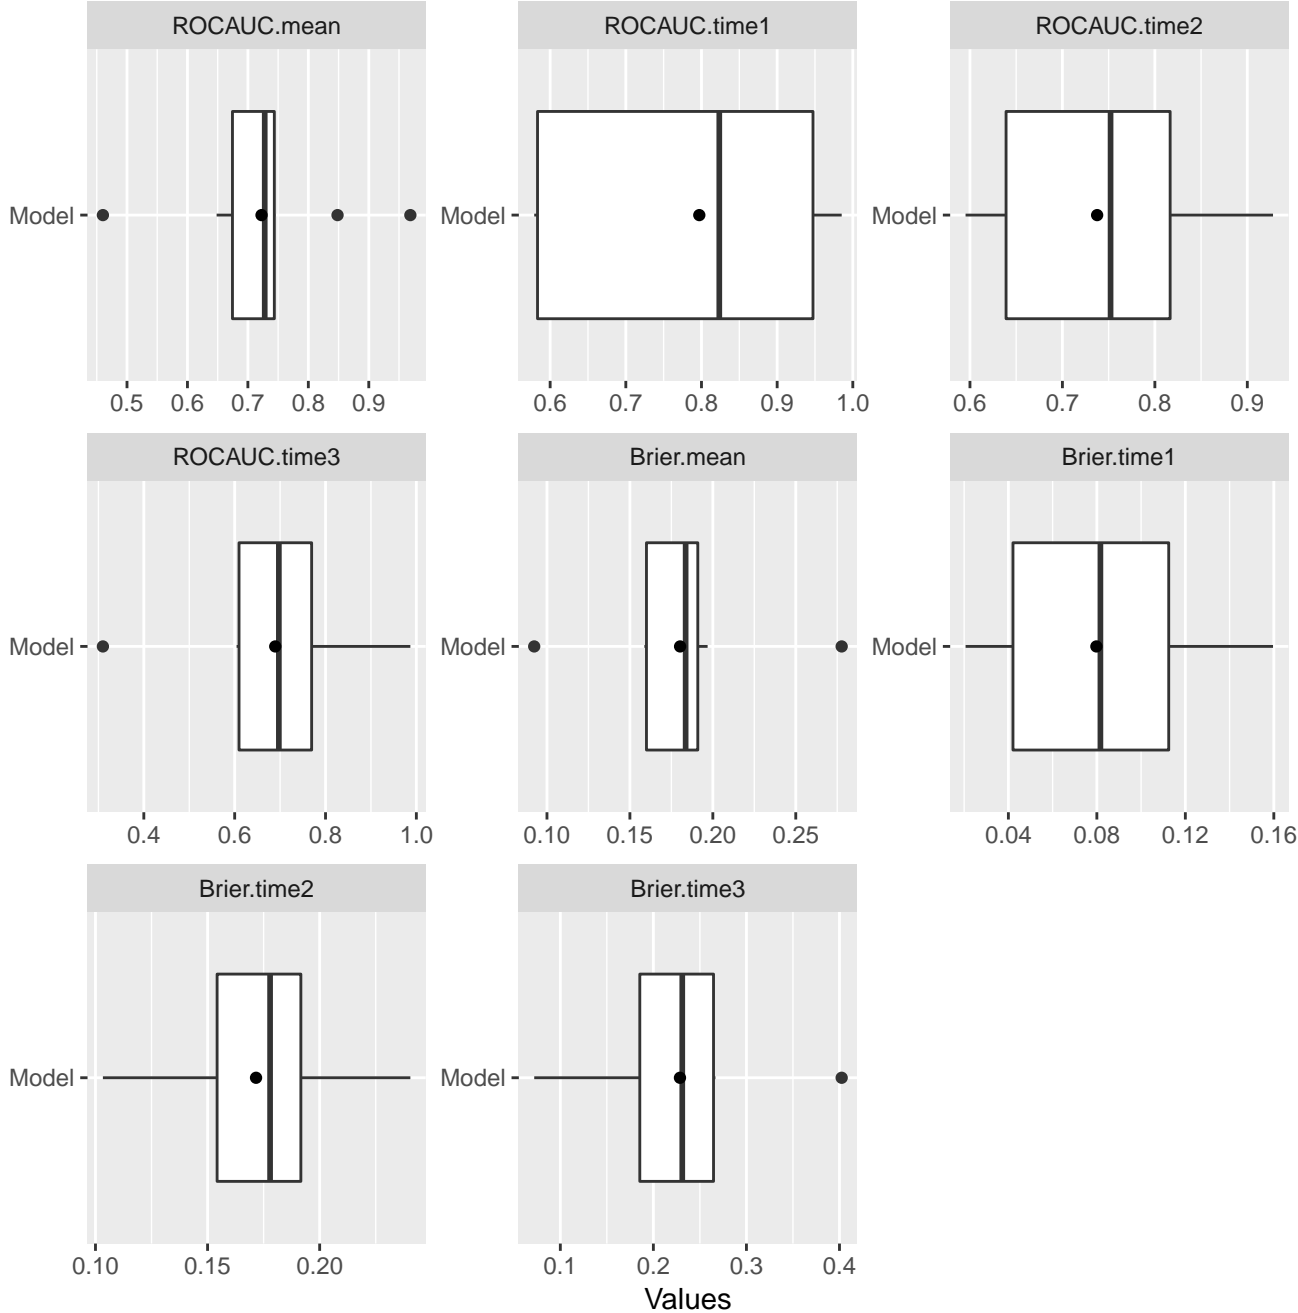 ROCAUC.mean
ROCAUC.time1
ROCAUC.time2
Model
Model
Model
0.5 0.6 0.7 0.8 0.9
0.6 0.7 0.8 0.9 1.0
0.6 0.7 0.8 0.9
ROCAUC.time3
Brier.mean
Brier.time1
Model
Model
Model
0.4 0.6 0.8 1.0
0.10 0.15 0.20 0.25
0.04 0.08 0.12 0.16
Brier.time2
Brier.time3
Model
Model
0.10 0.15 0.20
0.1 0.2 0.3 0.4
Values